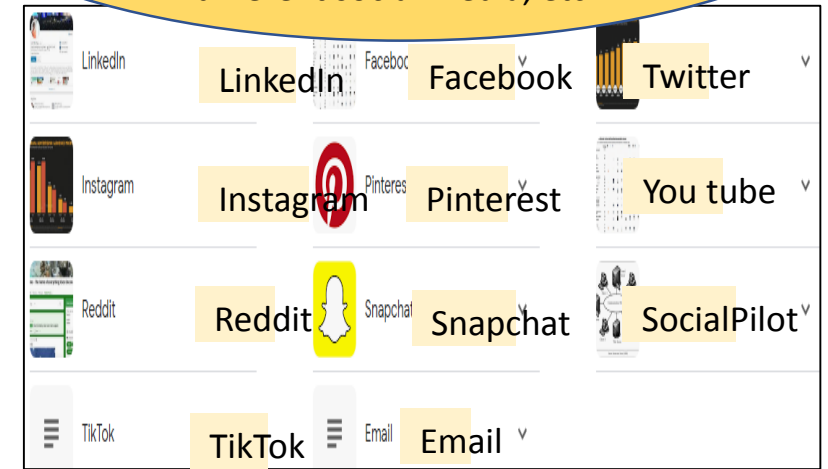 LinkedIn LinkedIn Facebook Twitter
Instagram Instagram Pinterest Pinterest You tube
Reddit Reddit Snapchat Snapchat SocialPilot
TikTok TikTok Email Email